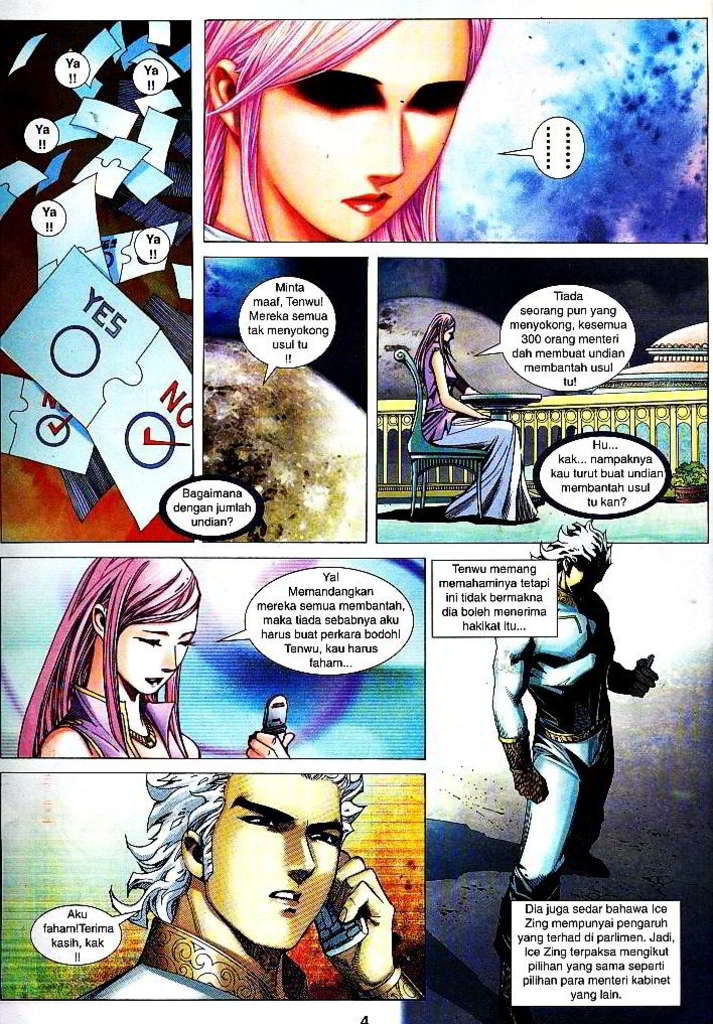 Ya
!!
Ya
!!
Ya
!!
Ya
!!
Ya
!!
YES
NO
NO
Bagaimana
dengan jumlah
undian?
Minta
maaf, Tenwu!
Mereka semua
tak menyokong
usul tu
!!
Tiada
seorang pun yang
menyokong, kesemua
300 orang menteri
dah membuat undian
membantah usul
tu!
Hu...
kak... nampaknya
kau turut buat undian
membantah usul
tu kan?
Ya!
Memandangkan
mereka semua membantah,
maka tiada sebabnya aku
harus buat perkara bodoh!
Tenwu, kau harus
faham...
Tenwu memang
memahaminya tetapi
ini tidak bermakna
dia boleh menerima
hakikat itu...
Aku
faham!Terima
kasih, kak
!!
Dia juga sedar bahawa Ice
Zing mempunyai pengaruh
yang terhad di parlimen. Jadi,
Ice Zing terpaksa mengikut
pilihan yang sama seperti
pilihan para menteri kabinet
yang lain.
4